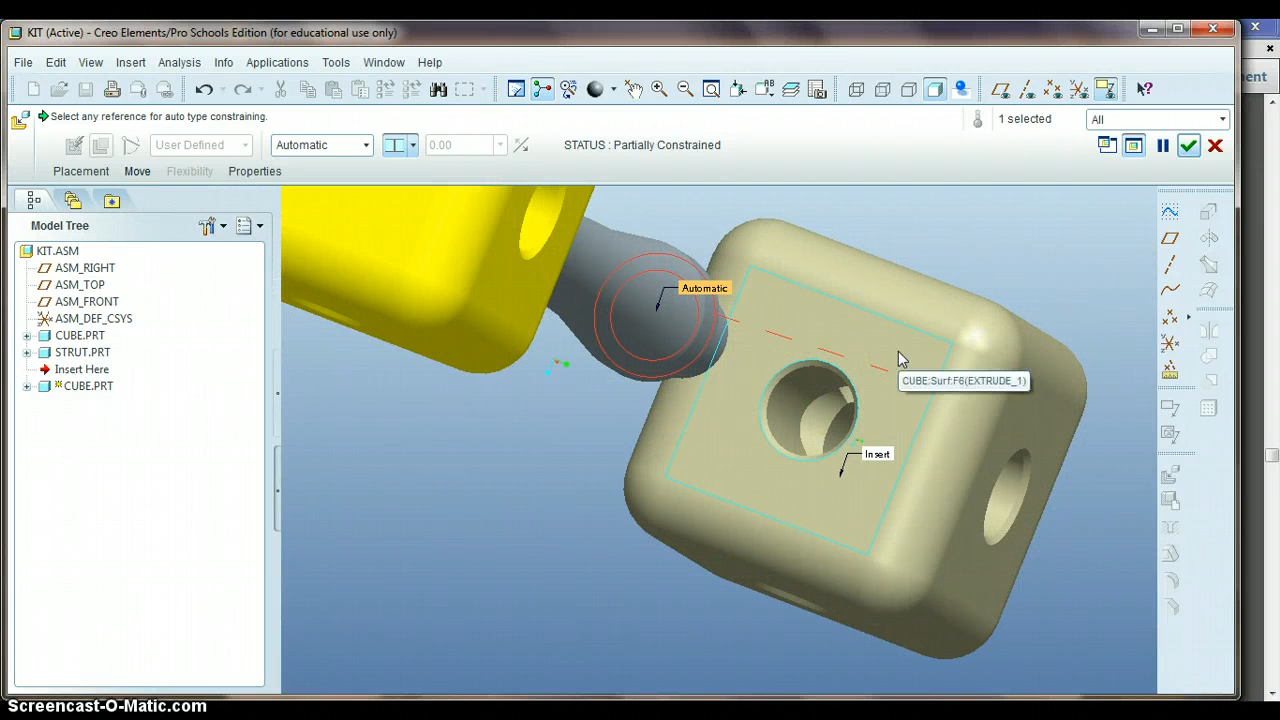 KIT (Active) - Creo Elements/Pro Schools Edition (for educational use only)
File Edit View Insert Analysis Info Applications Tools Window Help
Select any reference for auto type constraining.
1 selected All
User Defined Automatic 0.00 STATUS : Partially Constrained
Placement Move Flexibility Properties
Model Tree
KIT.ASM
ASM_RIGHT
ASM_TOP
ASM_FRONT
ASM_DEF_CSYS
CUBE.PRT
STRUT.PRT
Insert Here
CUBE.PRT
Automatic
CUBE:Surf:F6(EXTRUDE_1)
Insert
Screencast-O-Matic.com